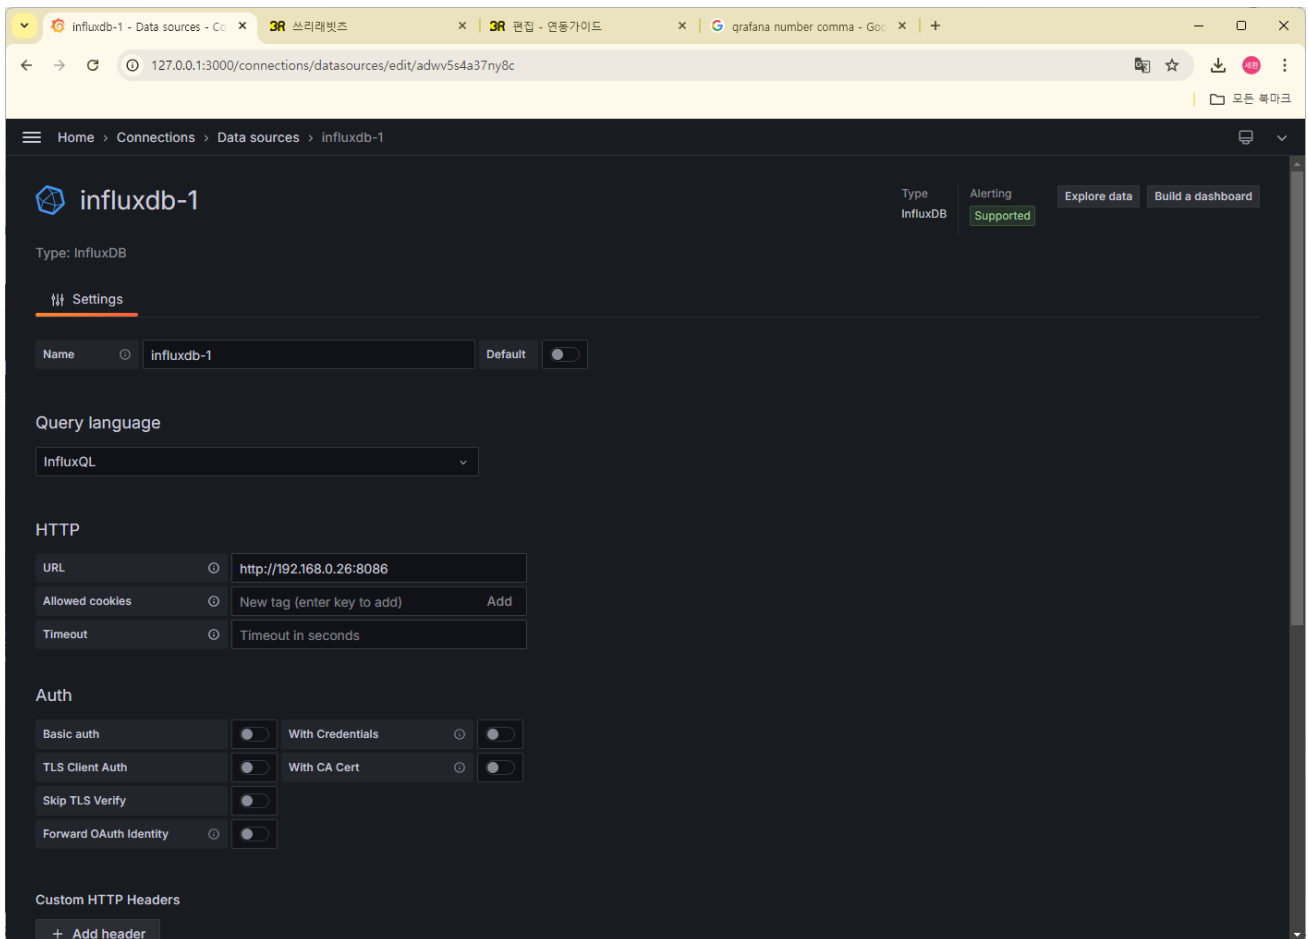 influxdb-1 - Data sources - Co
3R 쓰리래빗츠
3R 편집 - 연동가이드
grafana number comma - Goo
127.0.0.1:3000/connections/datasources/edit/adwv5s4a37ny8c
세환
모든 북마크
Home › Connections › Data sources › influxdb-1
influxdb-1
Type
InfluxDB
Alerting
Supported
Explore data
Build a dashboard
Type: InfluxDB
Settings
Name
influxdb-1
Default
Query language
InfluxQL
HTTP
URL
http://192.168.0.26:8086
Allowed cookies
New tag (enter key to add)
Add
Timeout
Timeout in seconds
Auth
Basic auth
With Credentials
TLS Client Auth
With CA Cert
Skip TLS Verify
Forward OAuth Identity
Custom HTTP Headers
+ Add header